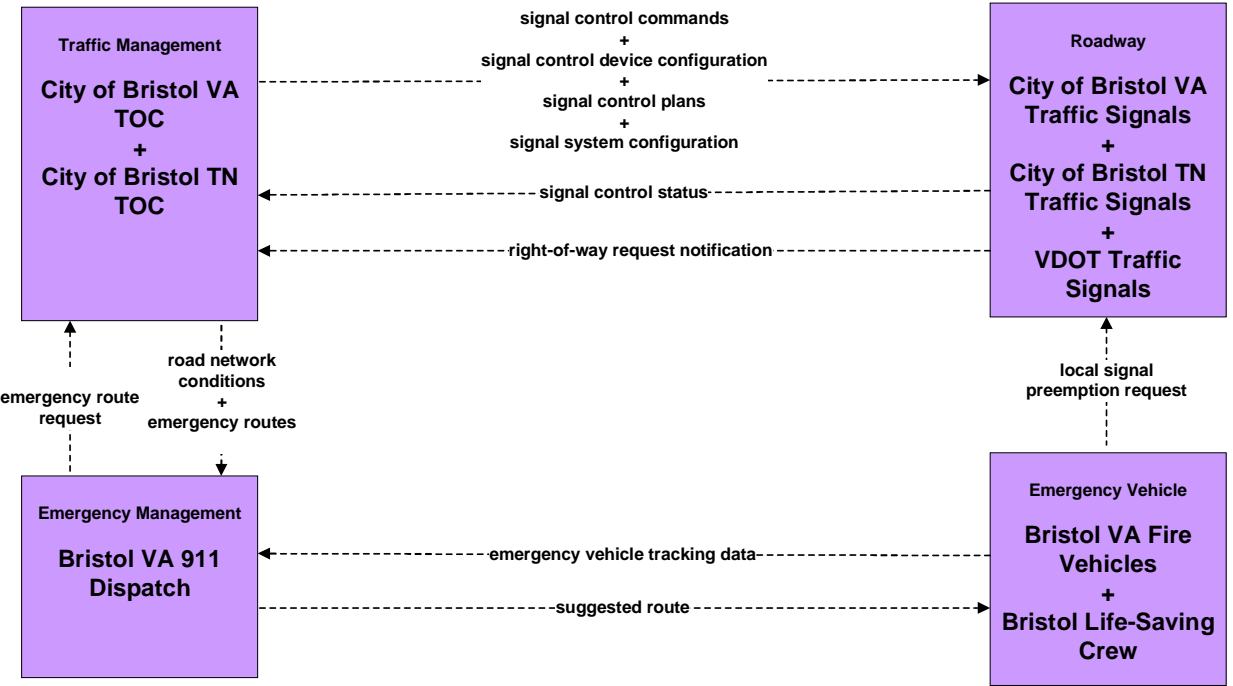 Traffic Management
City of Bristol VA
TOC
+
City of Bristol TN
TOC
signal control commands
+
signal control device configuration
+
signal control plans
+
signal system configuration
signal control status
right-of-way request notification
Roadway
City of Bristol VA
Traffic Signals
+
City of Bristol TN
Traffic Signals
+
VDOT Traffic
Signals
emergency route
request
road network
conditions
+
emergency routes
local signal
preemption request
Emergency Management
Bristol VA 911
Dispatch
emergency vehicle tracking data
suggested route
Emergency Vehicle
Bristol VA Fire
Vehicles
+
Bristol Life-Saving
Crew